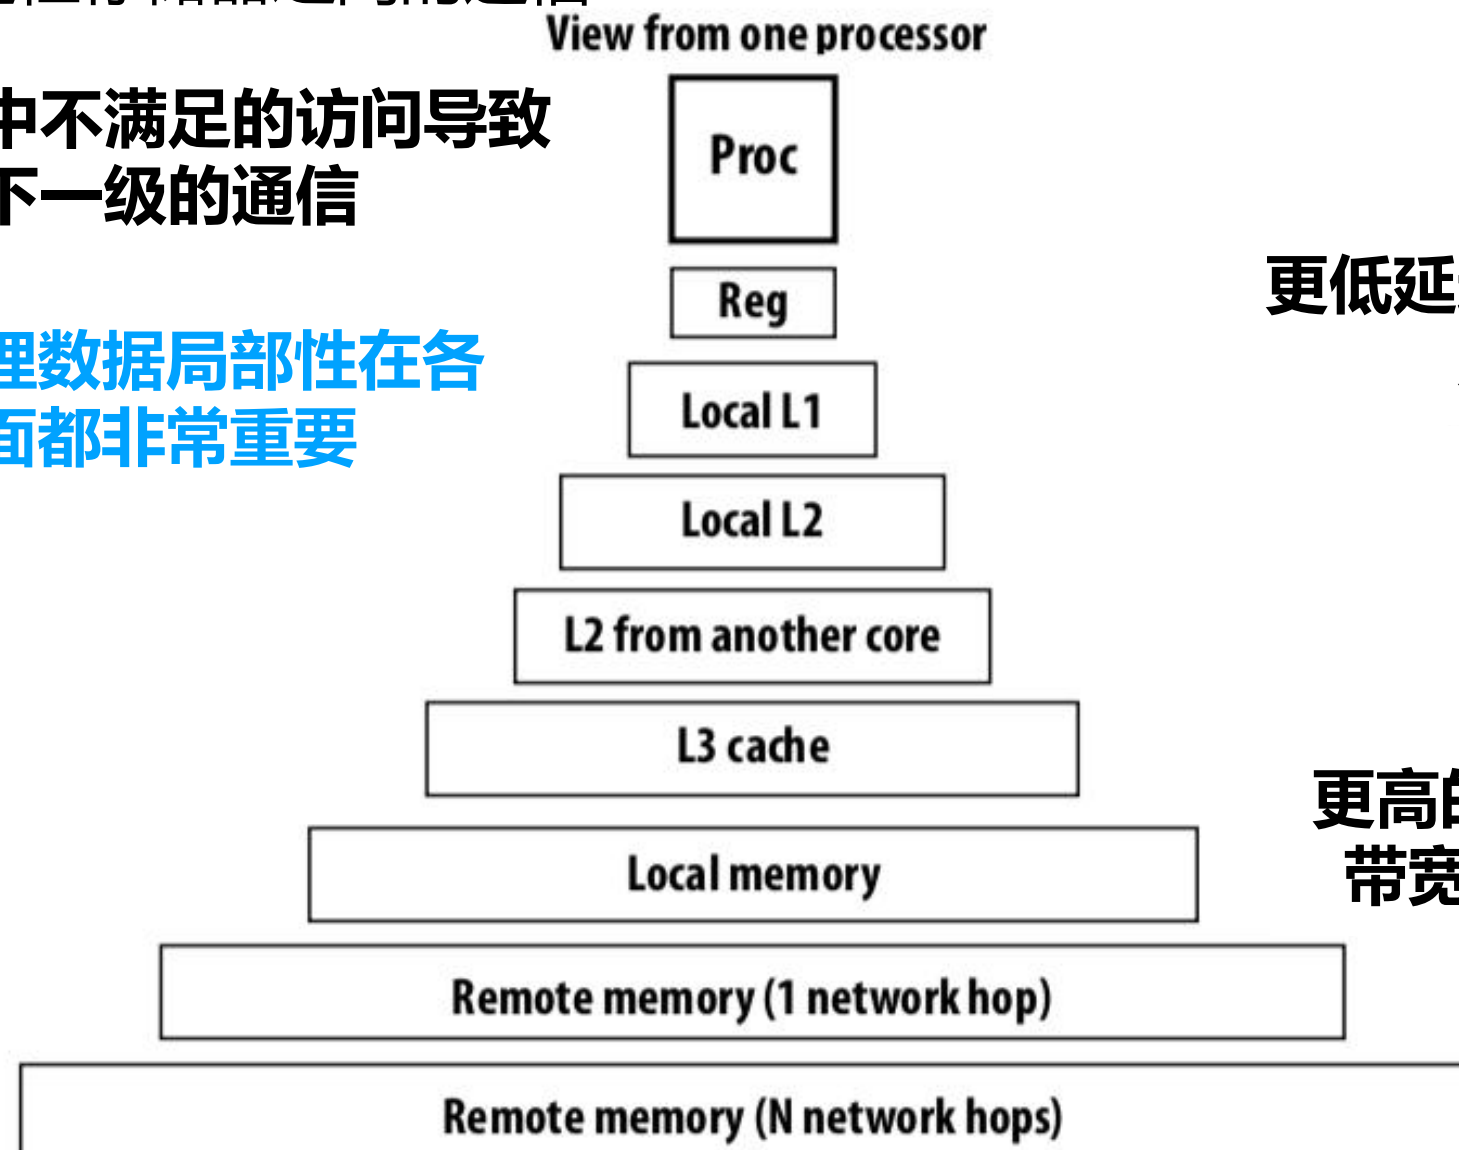 View from one processor
Proc
中不满足的访问导致
下一级的通信
Reg
更低延
理数据局部性在各
面都非常重要
Local L1
Local L2
L2 from another core
L3 cache
更高的
带宽
Local memory
Remote memory (1 network hop)
Remote memory (N network hops)